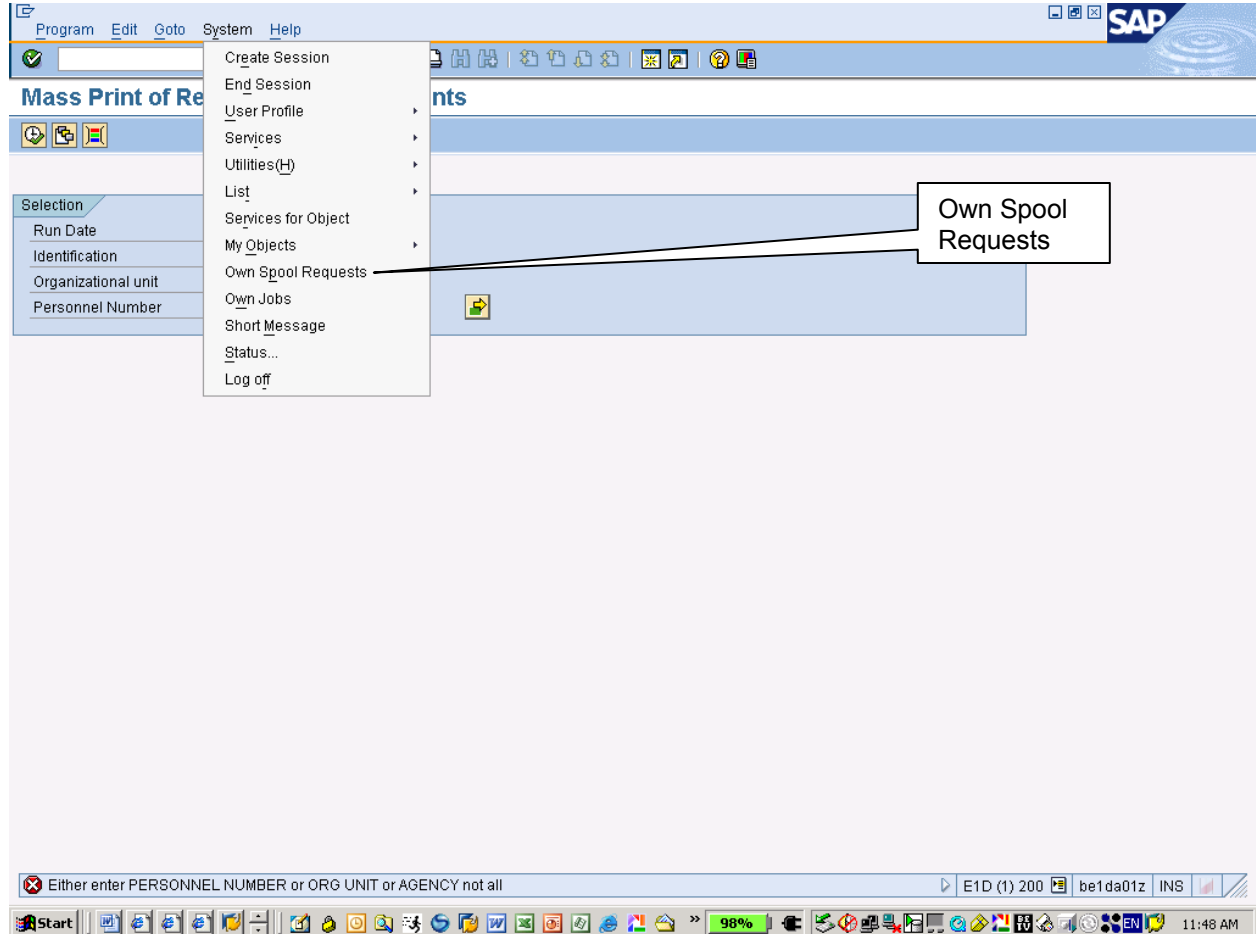 Program Edit Goto System Help
SAP
Create Session
End Session
Mass Print of Re nts
User Profile
Services
Utilities(H)
List
Selection
Services for Object
Own Spool
Requests
Run Date
My Objects
Identification
Own Spool Requests
Organizational unit
Own Jobs
Personnel Number
Short Message
Status...
Log off
Either enter PERSONNEL NUMBER or ORG UNIT or AGENCY not all
E1D (1) 200 be1da01z INS
Start » 98% EN 11:48 AM